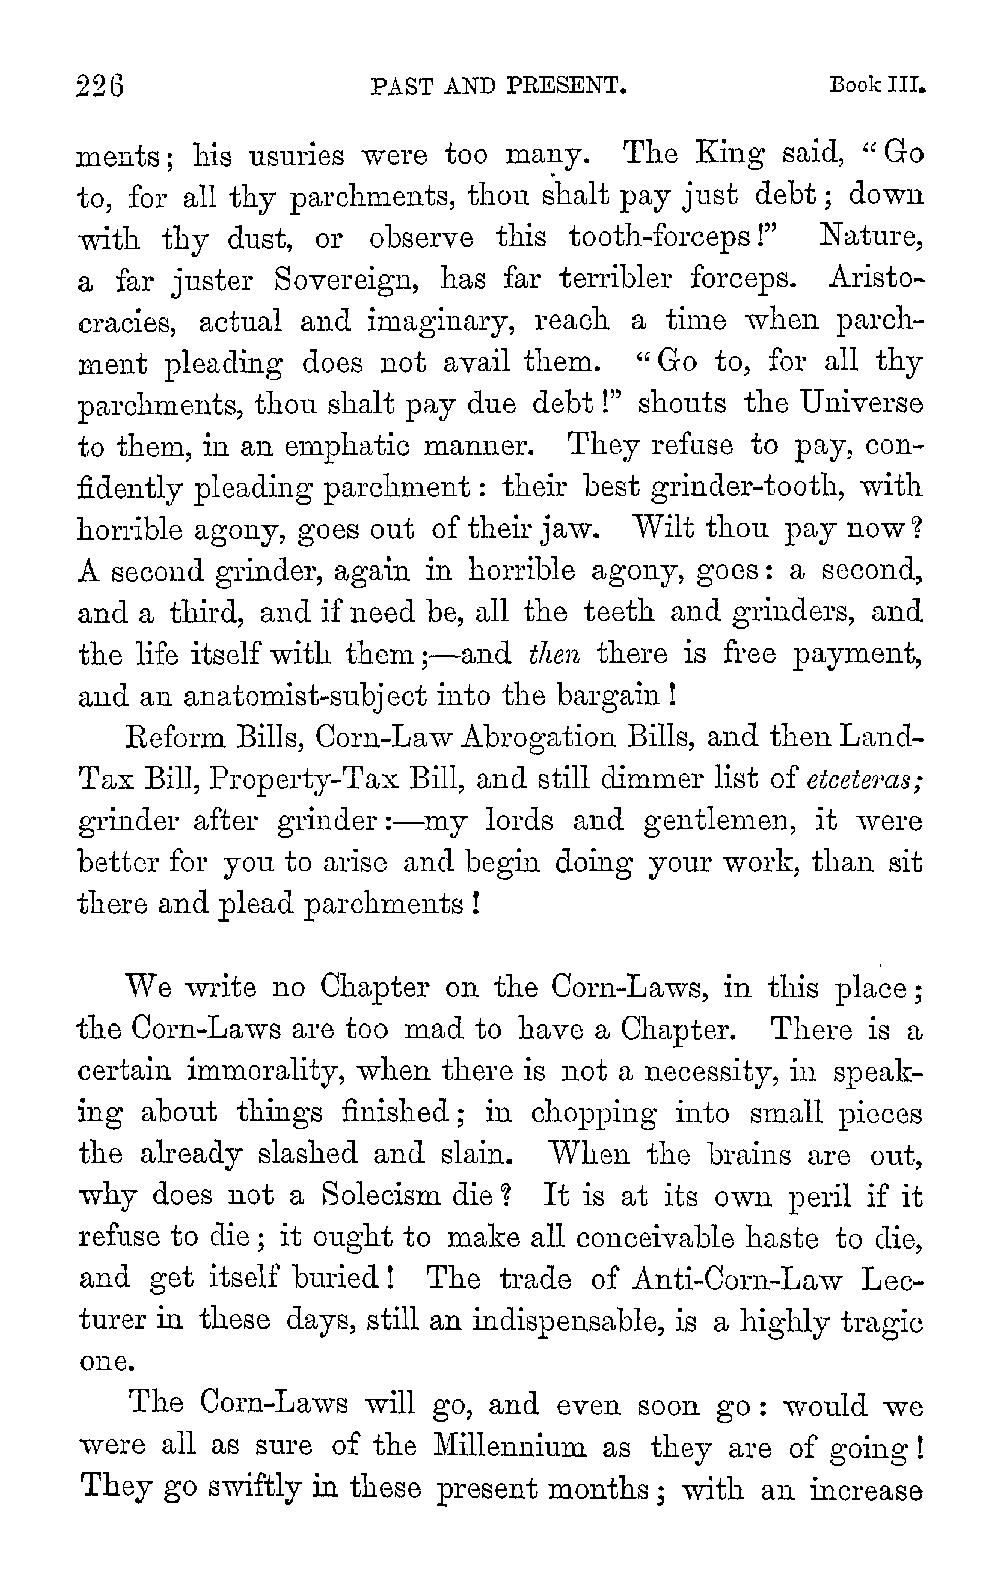 226 PAST AND PRESENT. Book III.
ments; his usuries were too many. The King said, "Go
to, for all thy parchments, thou shalt pay just debt; down
with thy dust, or observe this tooth-forceps!" Nature,
a far juster Sovereign, has far terribler forceps. Aristo-
cracies, actual and imaginary, reach a time when parch-
ment pleading does not avail them. "Go to, for all thy
parchments, thou shalt pay due debt!" shouts the Universe
to them, in an emphatic manner. They refuse to pay, con-
fidently pleading parchment: their best grinder-tooth, with
horrible agony, goes out of their jaw. Wilt thou pay now?
A second grinder, again in horrible agony, goes: a second,
and a third, and if need be, all the teeth and grinders, and
the life itself with them;—and then there is free payment,
and an anatomist-subject into the bargain!
Reform Bills, Corn-Law Abrogation Bills, and then Land-
Tax Bill, Property-Tax Bill, and still dimmer list of etceteras;
grinder after grinder:—my lords and gentlemen, it were
better for you to arise and begin doing your work, than sit
there and plead parchments!
We write no Chapter on the Corn-Laws, in this place;
the Corn-Laws are too mad to have a Chapter. There is a
certain immorality, when there is not a necessity, in speak-
ing about things finished; in chopping into small pieces
the already slashed and slain. When the brains are out,
why does not a Solecism die? It is at its own peril if it
refuse to die; it ought to make all conceivable haste to die,
and get itself buried! The trade of Anti-Corn-Law Lec-
turer in these days, still an indispensable, is a highly tragic
one.
The Corn-Laws will go, and even soon go: would we
were all as sure of the Millennium as they are of going!
They go swiftly in these present months; with an increase